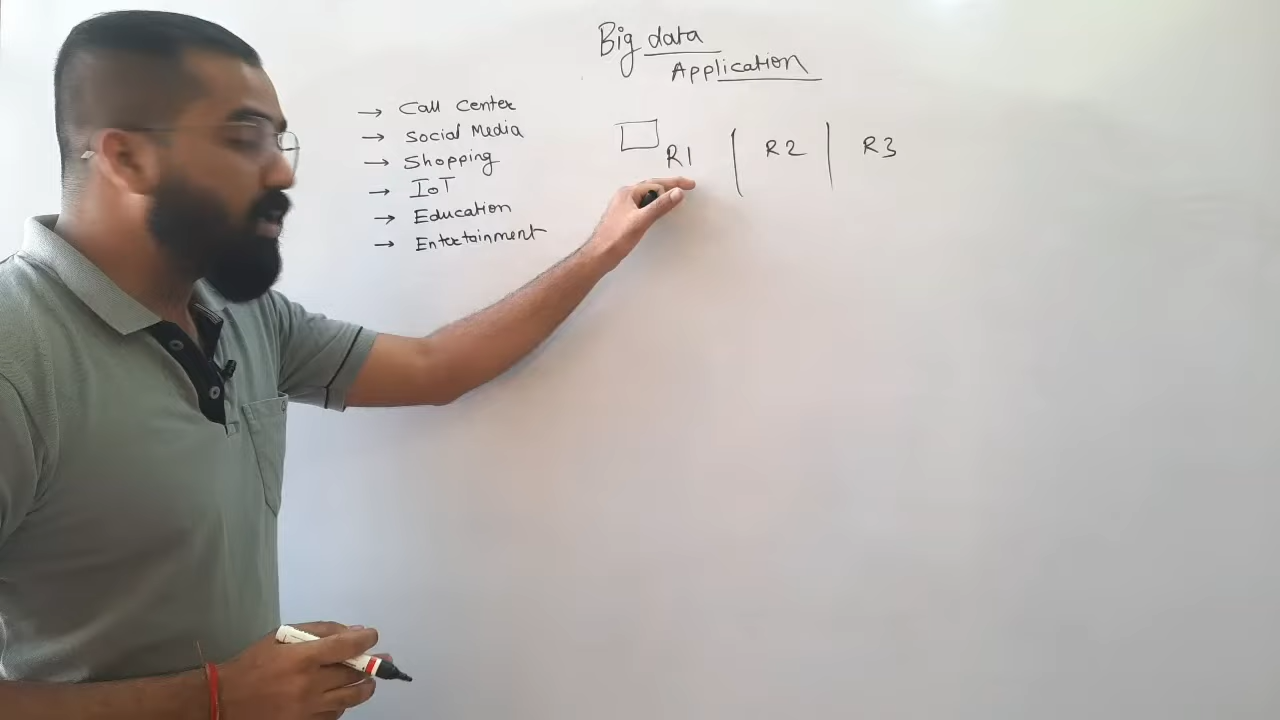 Big data
Application
→ Call Center
→ Social Media
→ Shopping
→ IoT
→ Education
→ Entertainment
R1 | R2 | R3